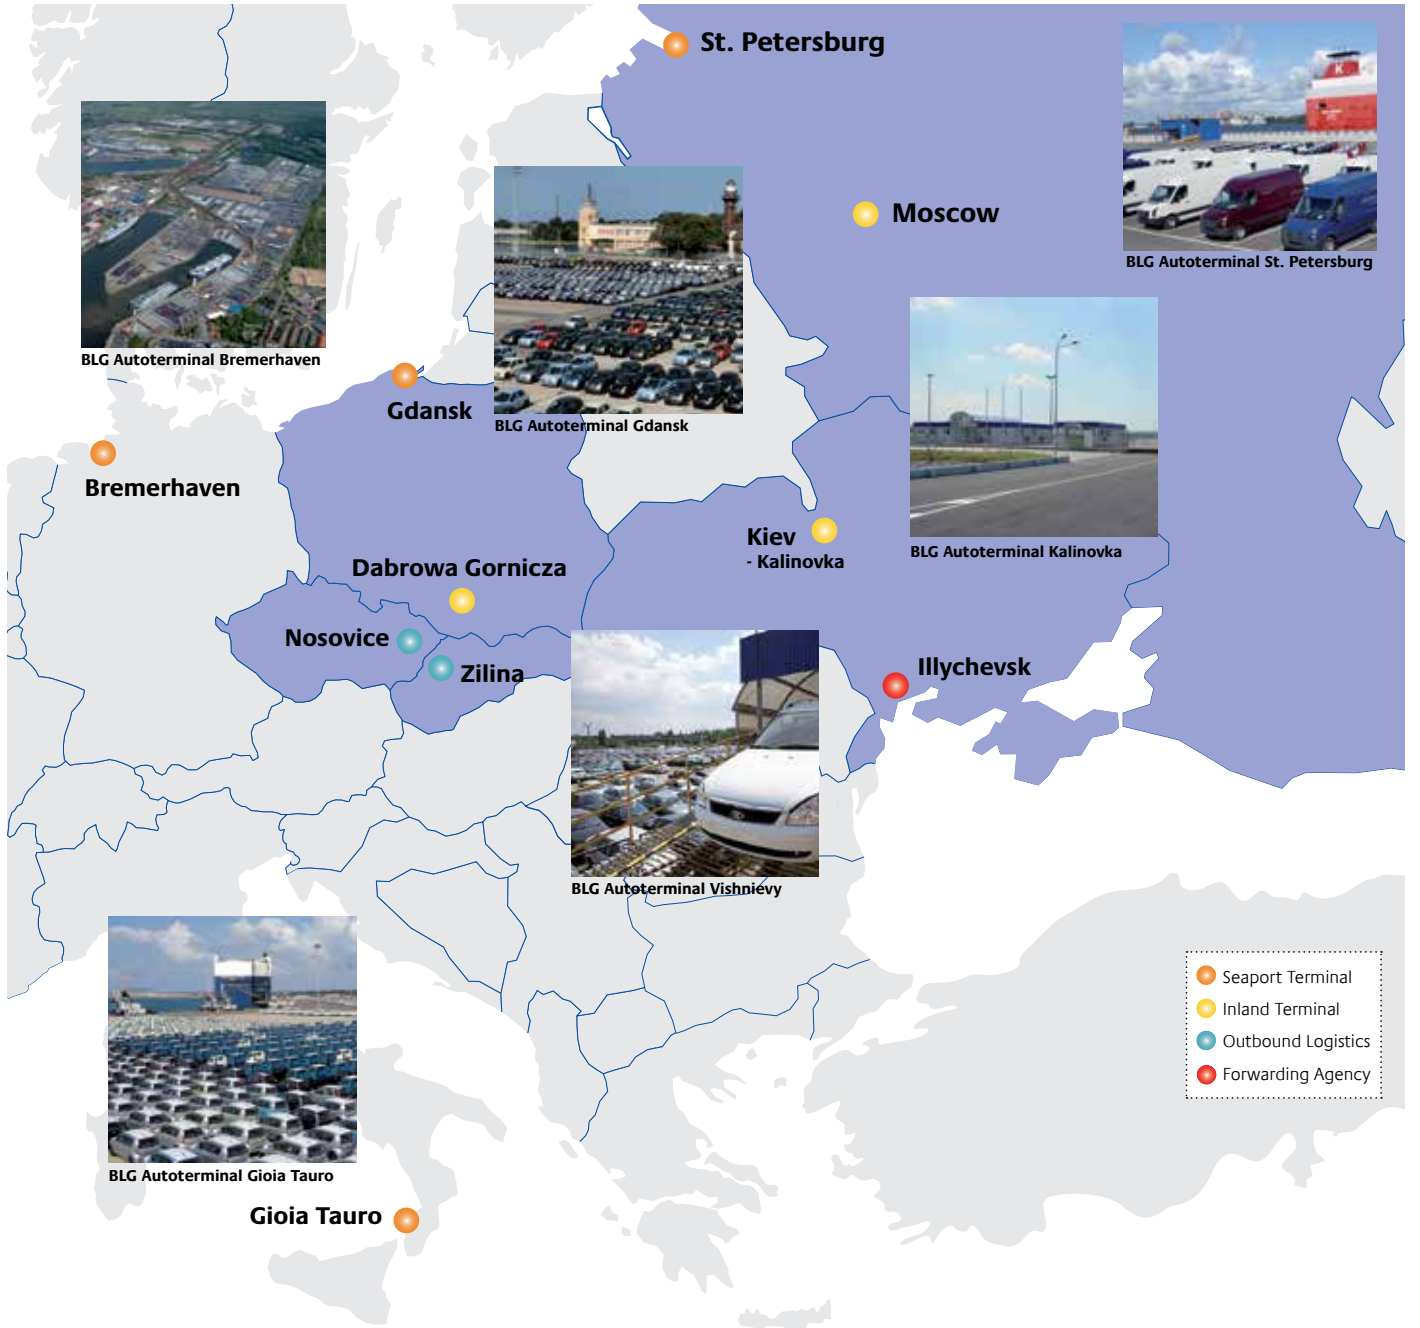 St. Petersburg
Moscow
BLG Autoterminal St. Petersburg
BLG Autoterminal Bremerhaven
Gdansk
BLG Autoterminal Gdansk
Bremerhaven
Kiev
- Kalinovka
BLG Autoterminal Kalinovka
Dabrowa Gornicza
Nosovice
Zilina
Illychevsk
BLG Autoterminal Vishnievy
Seaport Terminal
Inland Terminal
Outbound Logistics
Forwarding Agency
BLG Autoterminal Gioia Tauro
Gioia Tauro
K